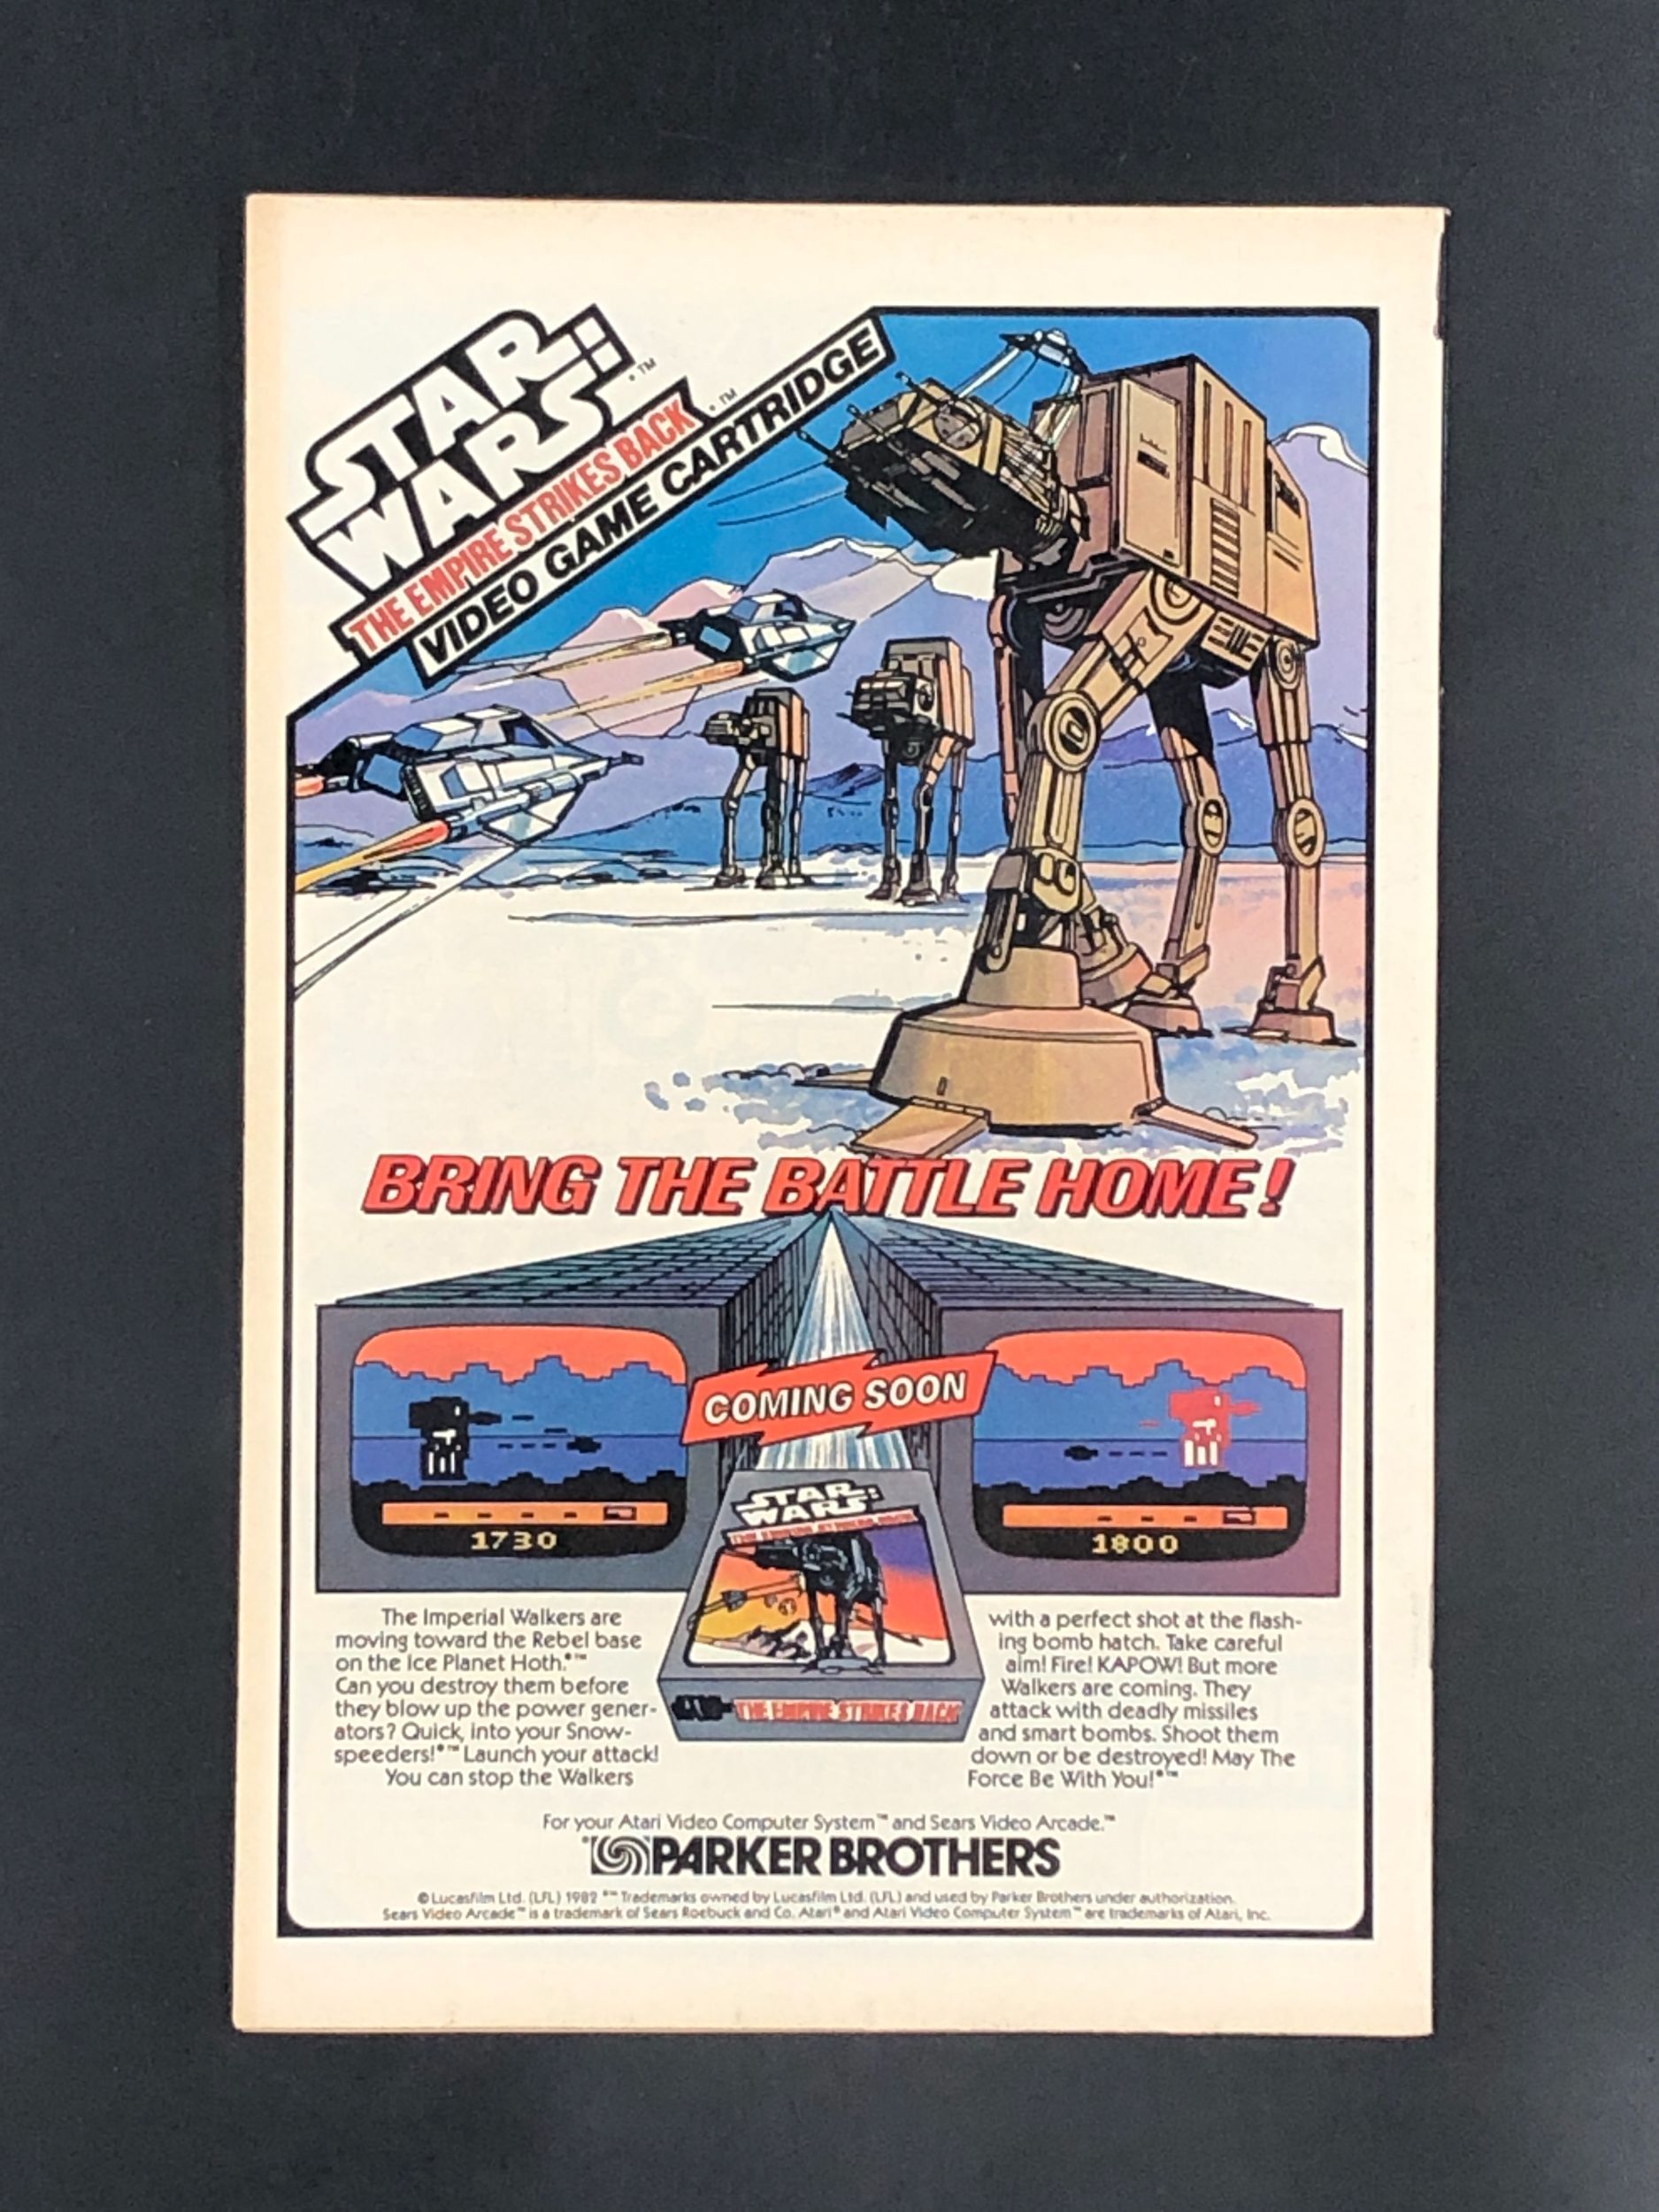 STAR
WARS
THE EMPIRE STRIKES BACK
VIDEO GAME CARTRIDGE
BRING THE BATTLE HOME!
COMING SOON
1730
1800
STAR
WARS
THE EMPIRE STRIKES BACK
THE EMPIRE STRIKES BACK
The Imperial Walkers are
moving toward the Rebel base
on the Ice Planet Hoth.*™
Can you destroy them before
they blow up the power gener-
ators? Quick, into your Snow-
speeders!*™ Launch your attack!
You can stop the Walkers
with a perfect shot at the flash-
ing bomb hatch. Take careful
aim! Fire! KAPOW! But more
Walkers are coming. They
attack with deadly missiles
and smart bombs. Shoot them
down or be destroyed! May The
Force Be With You!*™
For your Atari Video Computer System™ and Sears Video Arcade.™
PARKER BROTHERS
© Lucasfilm Ltd. (LFL) 1982 *™ Trademarks owned by Lucasfilm Ltd. (LFL) and used by Parker Brothers under authorization.
Sears Video Arcade™ is a trademark of Sears Roebuck and Co. Atari® and Atari Video Computer System™ are trademarks of Atari, Inc.